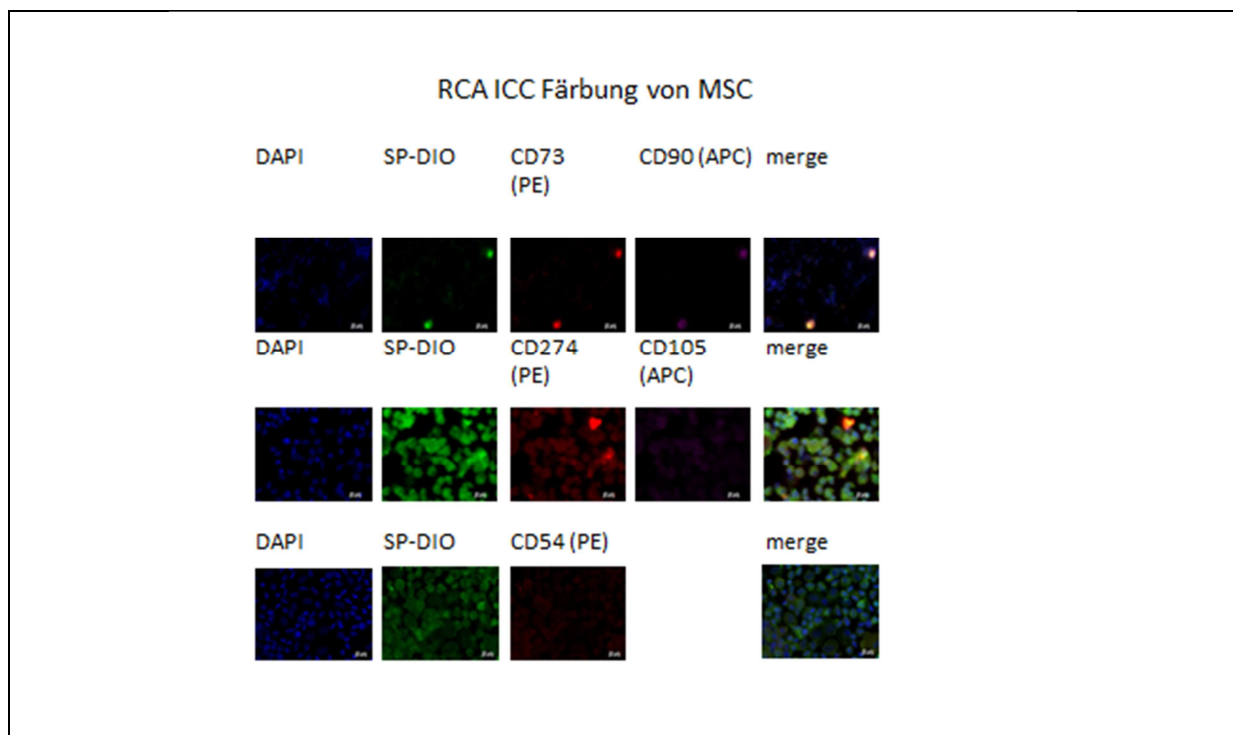 RCA ICC Färbung von MSC
DAPI SP-DIO CD73 CD90 (APC) merge
(PE)
DAPI SP-DIO CD274 CD105 merge
(PE) (APC)
DAPI SP-DIO CD54 (PE) merge